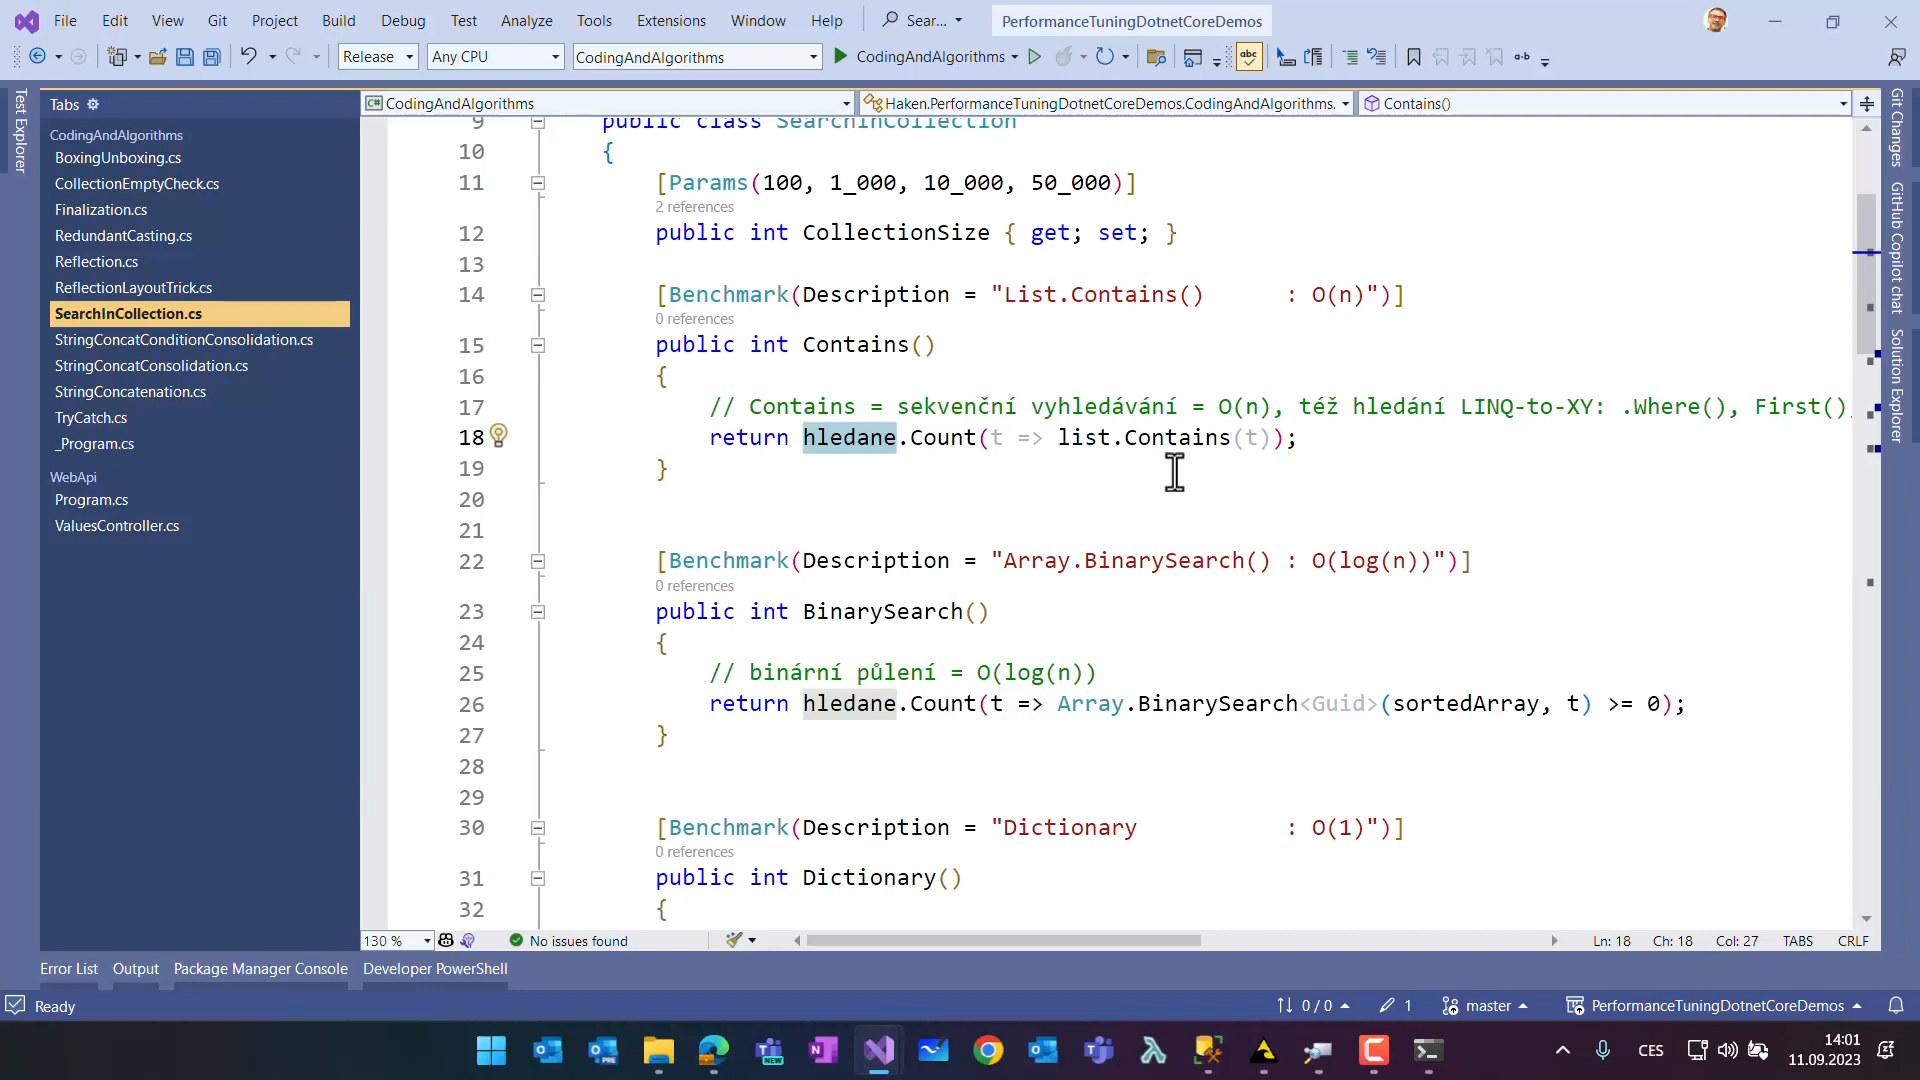 File Edit View Git Project Build Debug Test Analyze Tools Extensions Window Help Sear... PerformanceTuningDotnetCoreDemos
Release Any CPU CodingAndAlgorithms CodingAndAlgorithms abc a·b
Test Explorer
Tabs
CodingAndAlgorithms
BoxingUnboxing.cs
CollectionEmptyCheck.cs
Finalization.cs
RedundantCasting.cs
Reflection.cs
ReflectionLayoutTrick.cs
SearchInCollection.cs
StringConcatConditionConsolidation.cs
StringConcatConsolidation.cs
StringConcatenation.cs
TryCatch.cs
_Program.cs
WebApi
Program.cs
ValuesController.cs
C# CodingAndAlgorithms Haken.PerformanceTuningDotnetCoreDemos.CodingAndAlgorithms. Contains()
9 public class SearchInCollection
10 {
11 [Params(100, 1_000, 10_000, 50_000)]
2 references
12 public int CollectionSize { get; set; }
13
14 [Benchmark(Description = "List.Contains()      : O(n)")]
0 references
15 public int Contains()
16 {
17 // Contains = sekvenční vyhledávání = O(n), též hledání LINQ-to-XY: .Where(), First(),
18 return hledane.Count(t => list.Contains(t));
19 }
20
21
22 [Benchmark(Description = "Array.BinarySearch() : O(log(n))")]
0 references
23 public int BinarySearch()
24 {
25 // binární půlení = O(log(n))
26 return hledane.Count(t => Array.BinarySearch<Guid>(sortedArray, t) >= 0);
27 }
28
29
30 [Benchmark(Description = "Dictionary           : O(1)")]
0 references
31 public int Dictionary()
32 {
Git Changes
GitHub Copilot chat
Solution Explorer
130 % No issues found Ln: 18 Ch: 18 Col: 27 TABS CRLF
Error List Output Package Manager Console Developer PowerShell
Ready 0 / 0 1 master PerformanceTuningDotnetCoreDemos
PRE NEW CES 14:01
11.09.2023